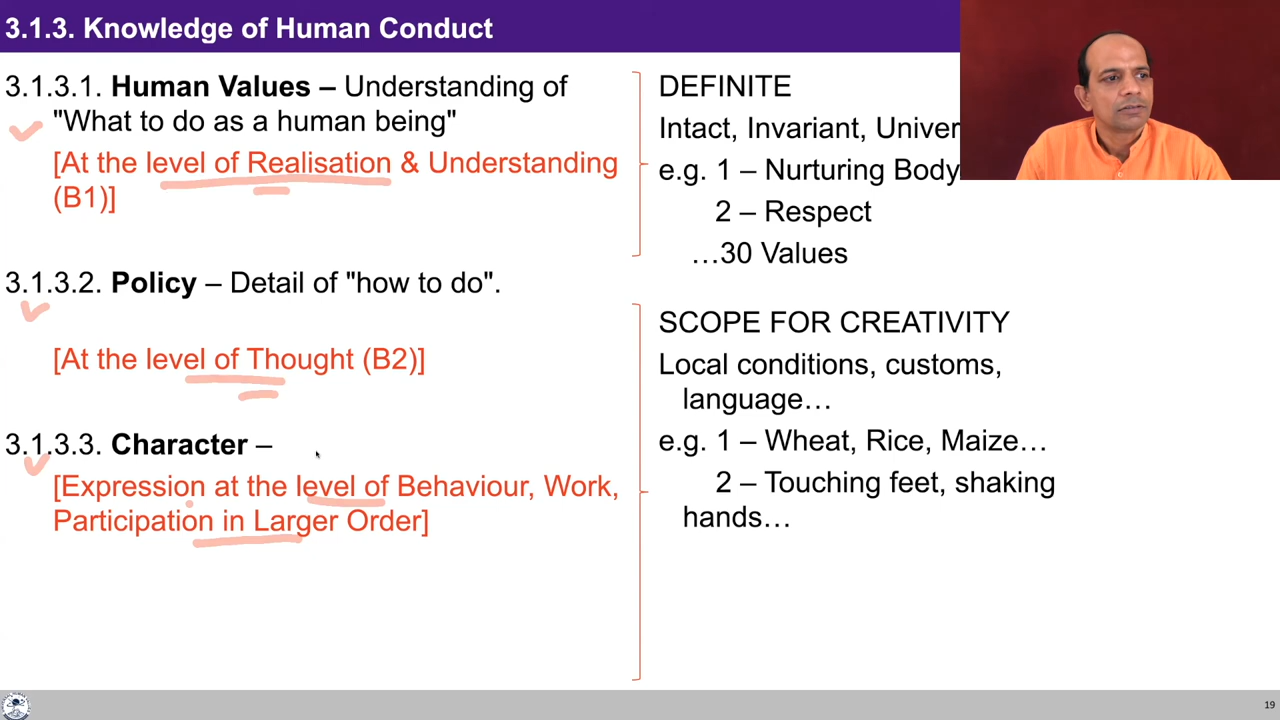 3.1.3. Knowledge of Human Conduct
3.1.3.1. Human Values – Understanding of
"What to do as a human being"
[At the level of Realisation & Understanding
(B1)]
3.1.3.2. Policy – Detail of "how to do".
[At the level of Thought (B2)]
3.1.3.3. Character –
[Expression at the level of Behaviour, Work,
Participation in Larger Order]
DEFINITE
Intact, Invariant,
e.g. 1 – Nurturing Body
2 – Respect
…30 Values
SCOPE FOR CREATIVITY
Local conditions, customs,
language…
e.g. 1 – Wheat, Rice, Maize…
2 – Touching feet, shaking
hands…
19